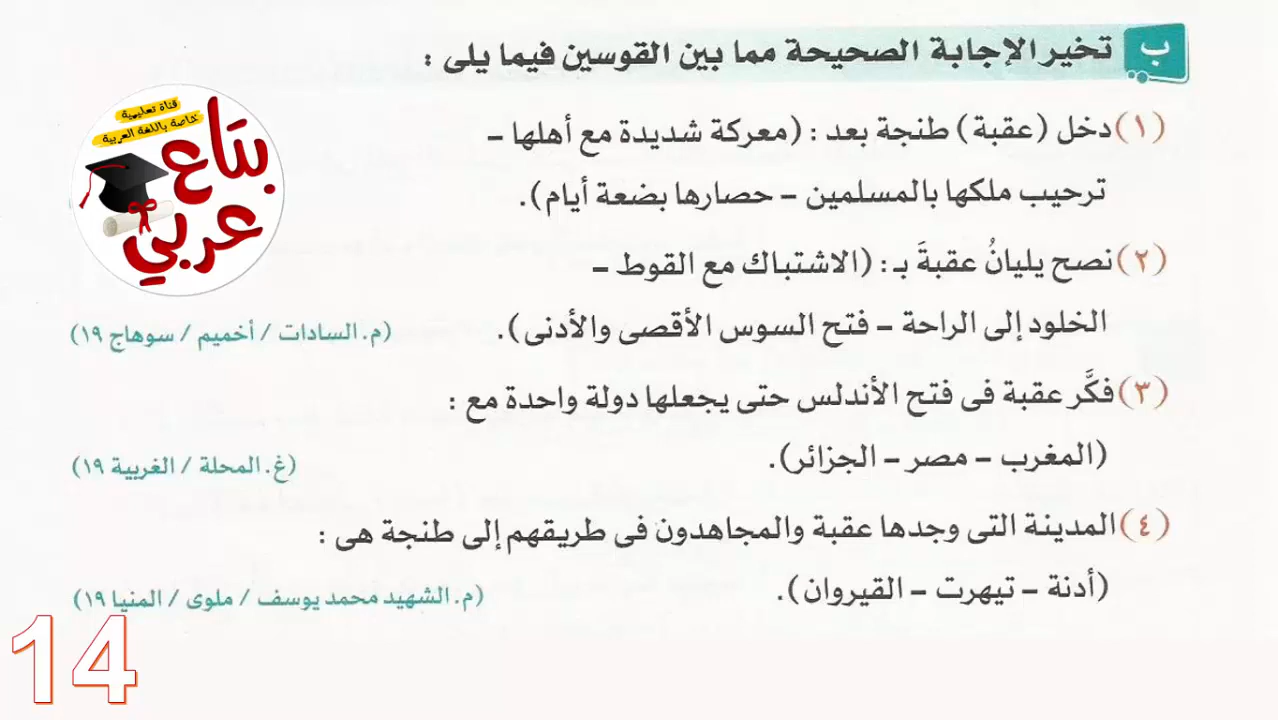 ب تخير الإجابة الصحيحة مما بين القوسين فيما يلى :
قناة تعليمية
خاصة باللغة العربية
بتاع
عربي
(١) دخل (عقبة) طنجة بعد : (معركة شديدة مع أهلها –
ترحيب ملكها بالمسلمين – حصارها بضعة أيام).
(٢) نصح يليانُ عقبةَ بـ : (الاشتباك مع القوط –
الخلود إلى الراحة – فتح السوس الأقصى والأدنى). (م. السادات / أخميم / سوهاج ١٩)
(٣) فكَّر عقبة فى فتح الأندلس حتى يجعلها دولة واحدة مع :
(المغرب – مصر – الجزائر). (غ. المحلة / الغربية ١٩)
(٤) المدينة التى وجدها عقبة والمجاهدون فى طريقهم إلى طنجة هى :
(أدنة – تيهرت – القيروان). (م. الشهيد محمد يوسف / ملوى / المنيا ١٩)
14